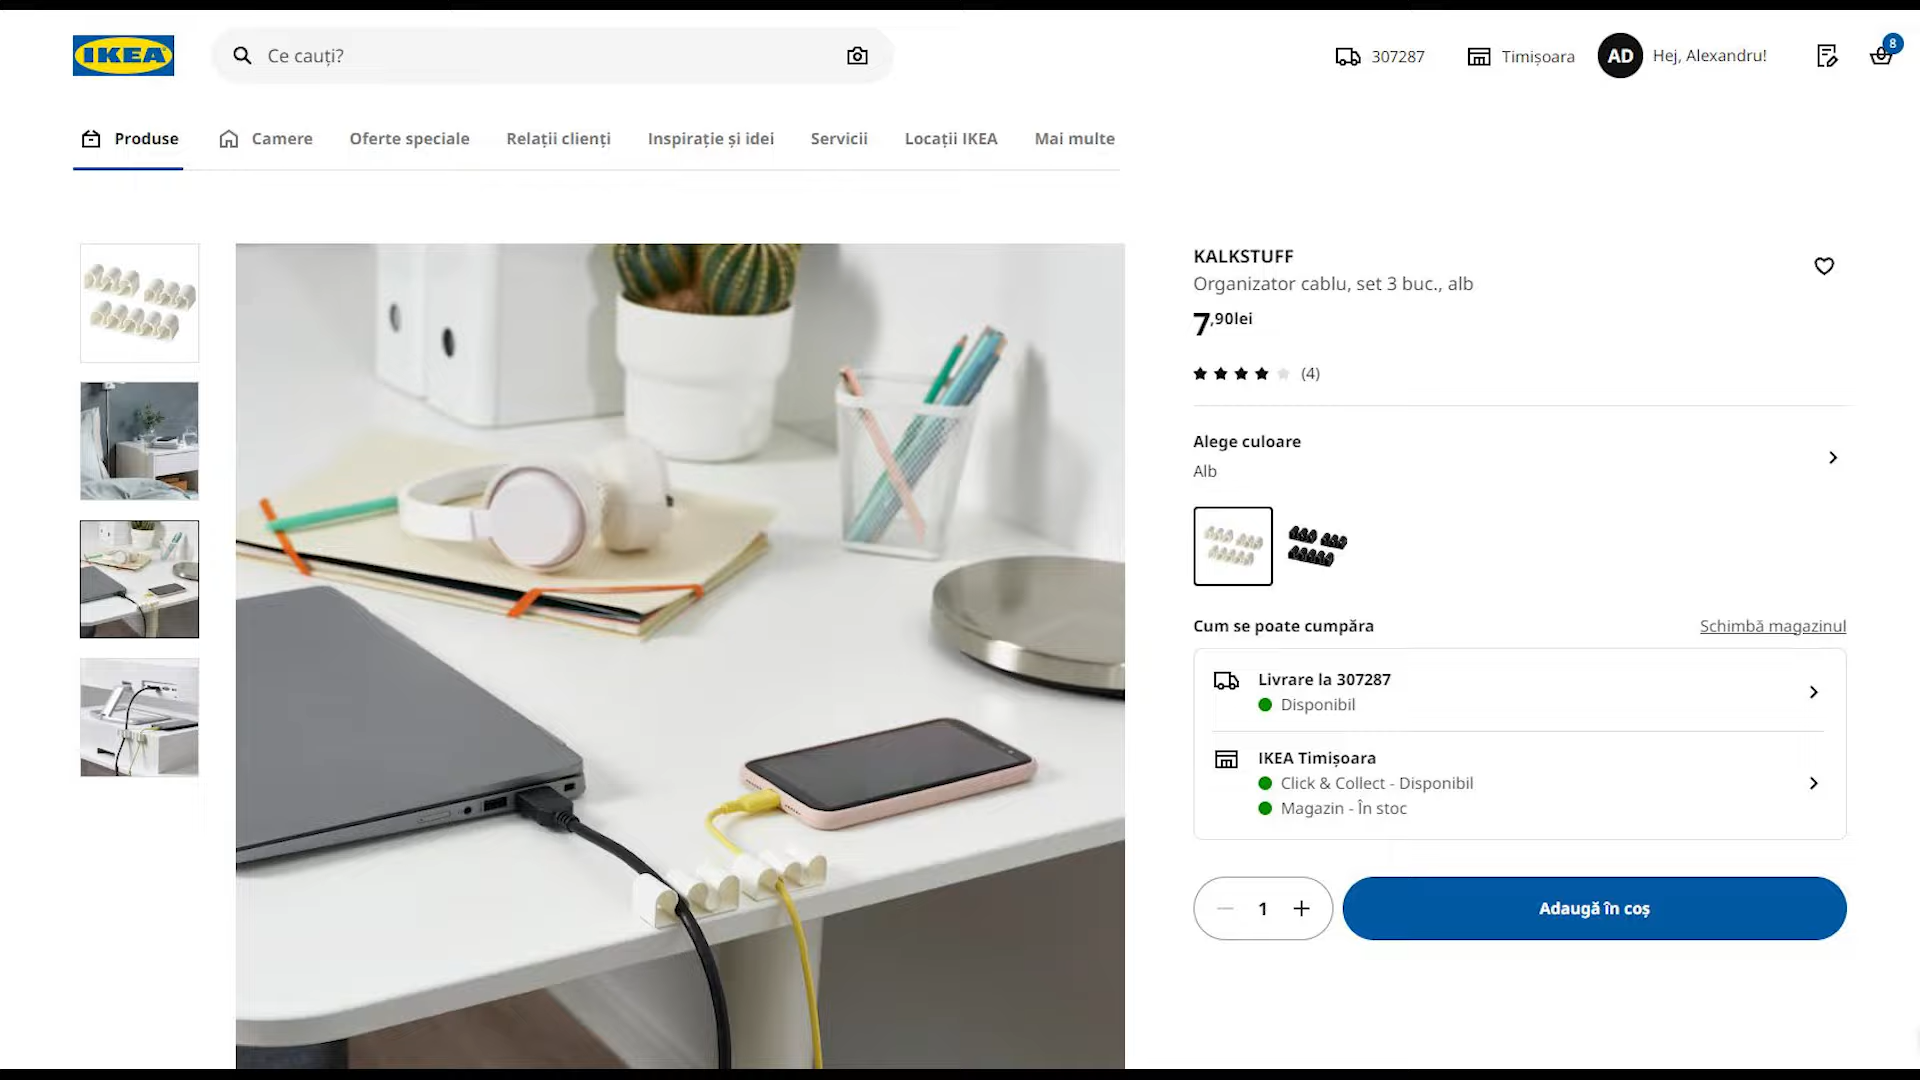 IKEA
Ce cauți?
307287
Timișoara
AD
Hej, Alexandru!
8
Produse
Camere
Oferte speciale
Relații clienți
Inspirație și idei
Servicii
Locații IKEA
Mai multe
KALKSTUFF
Organizator cablu, set 3 buc., alb
7,90lei
(4)
Alege culoare
Alb
Cum se poate cumpăra
Schimbă magazinul
Livrare la 307287
Disponibil
IKEA Timișoara
Click & Collect - Disponibil
Magazin - În stoc
1
Adaugă în coș